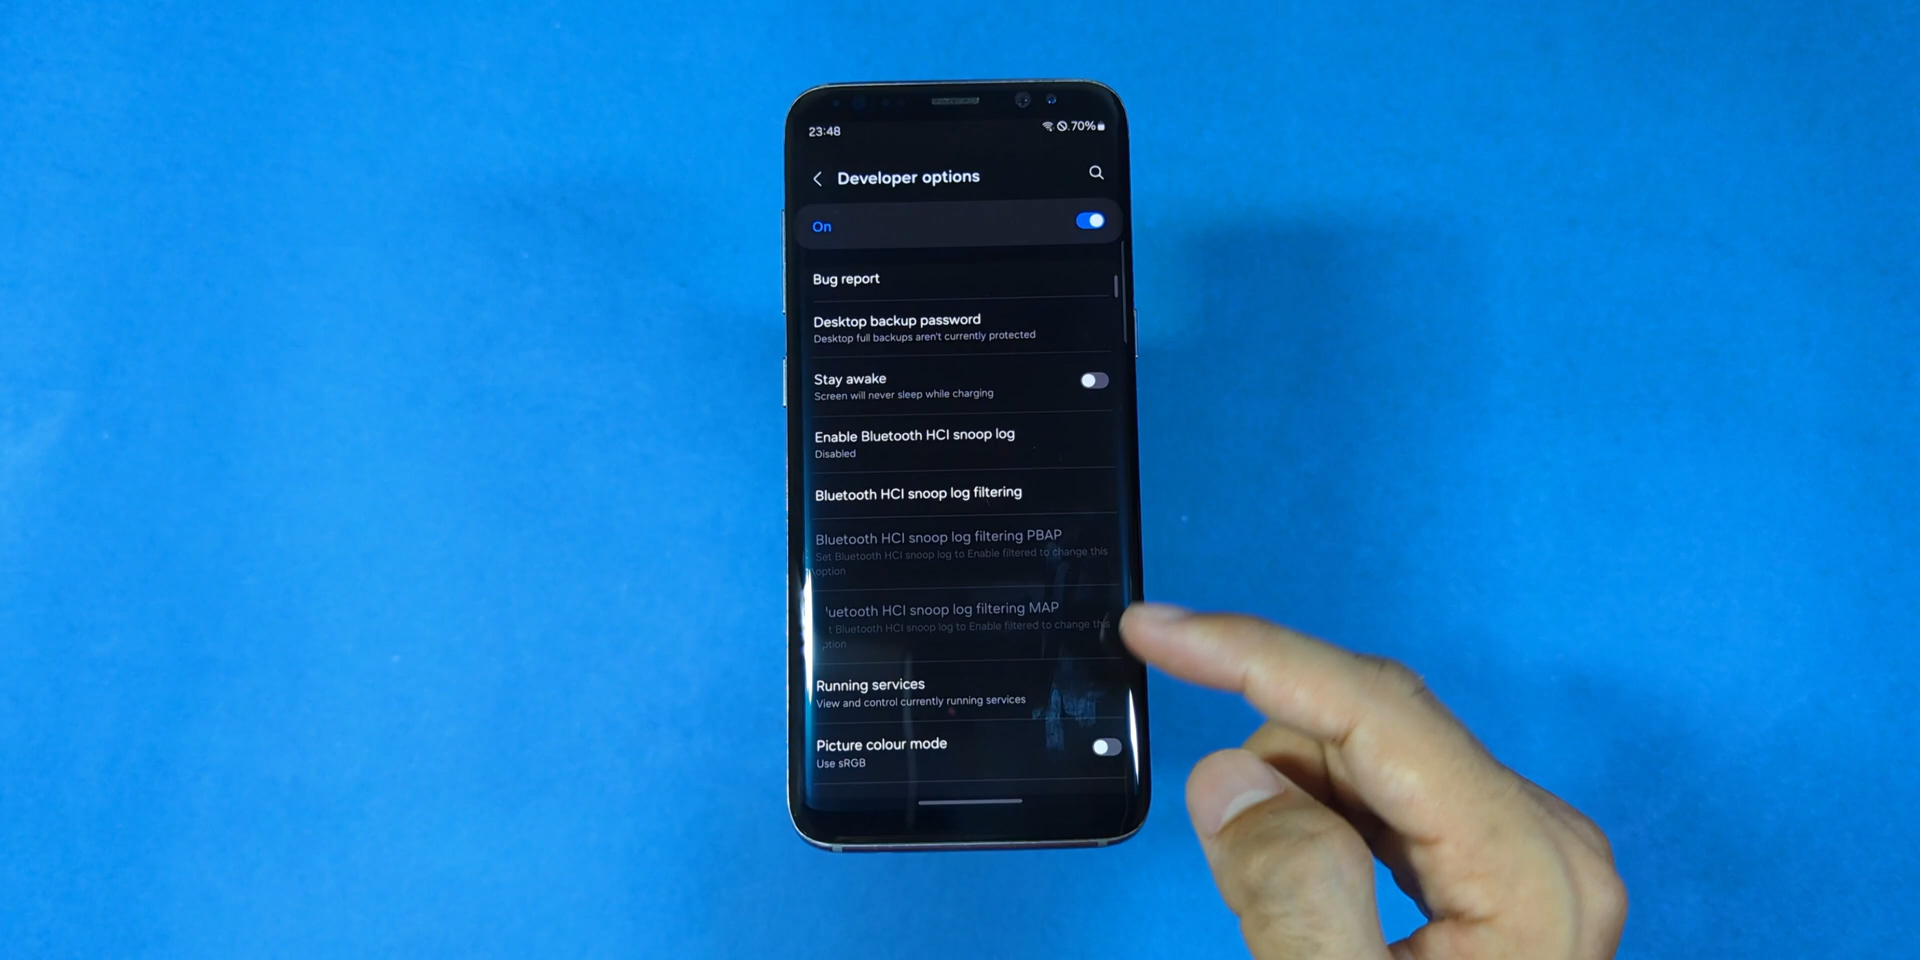 23:48
70%
Developer options
On
Bug report
Desktop backup password
Desktop full backups aren't currently protected
Stay awake
Screen will never sleep while charging
Enable Bluetooth HCI snoop log
Disabled
Bluetooth HCI snoop log filtering
Bluetooth HCI snoop log filtering PBAP
Set Bluetooth HCI snoop log to Enable filtered to change this
option
uetooth HCI snoop log filtering MAP
t Bluetooth HCI snoop log to Enable filtered to change this
ption
Running services
View and control currently running services
Picture colour mode
Use sRGB